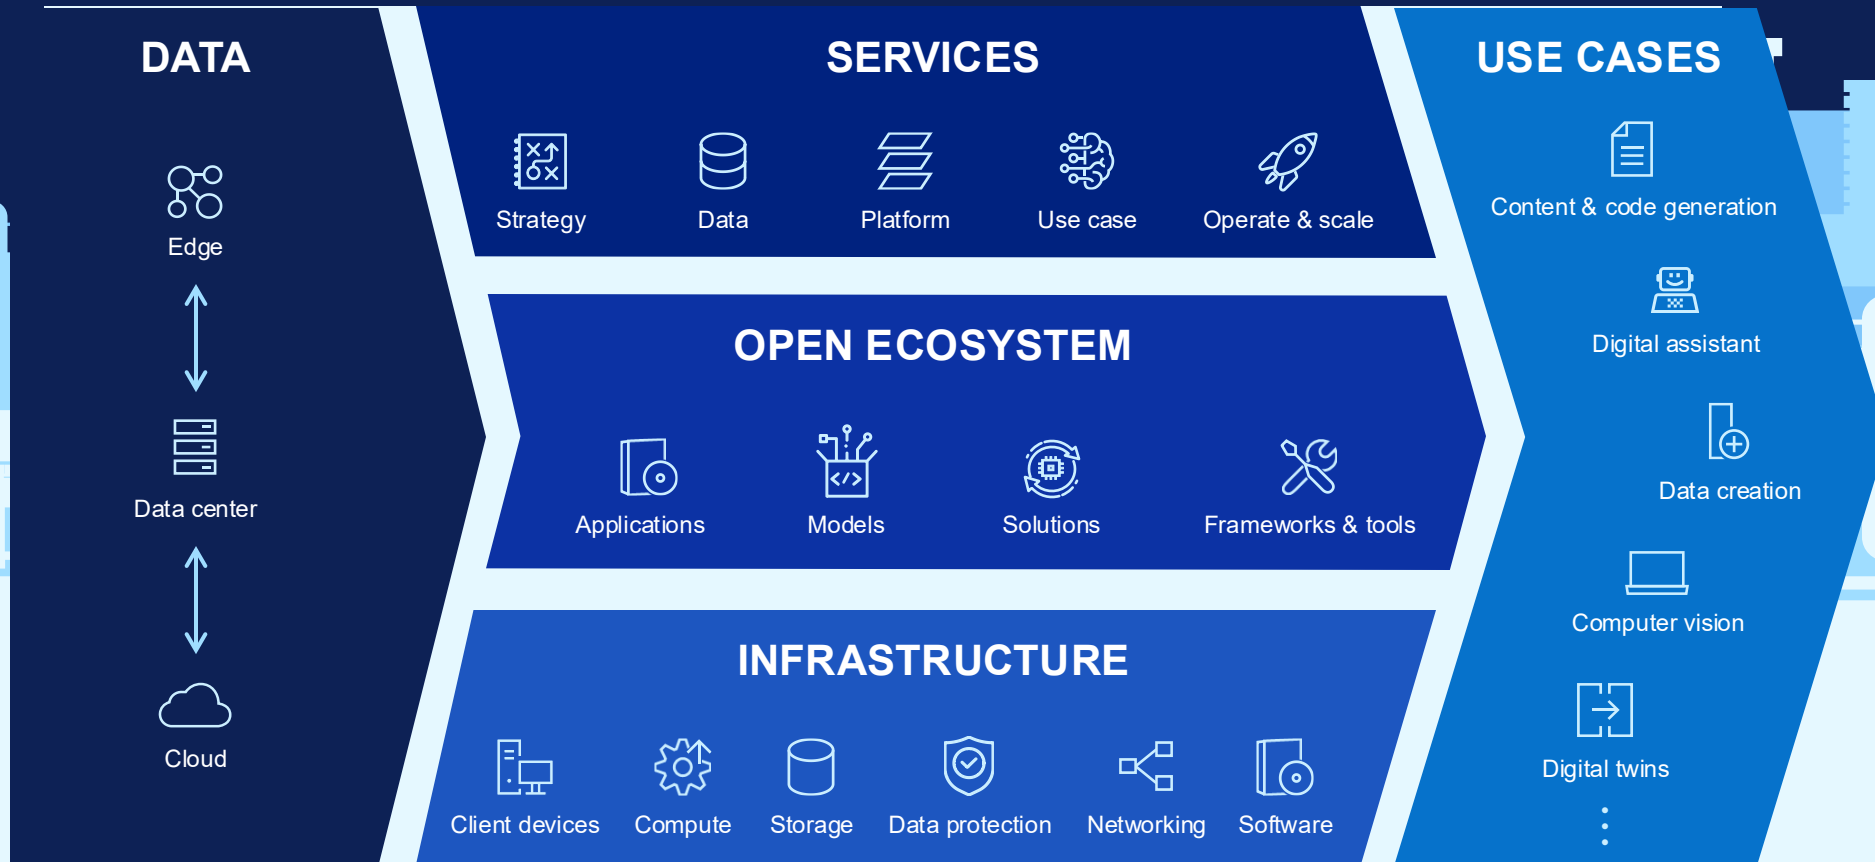 DATA
Edge
Data center
Cloud
SERVICES
Strategy
Data
Platform
Use case
Operate & scale
OPEN ECOSYSTEM
Applications
Models
Solutions
Frameworks & tools
INFRASTRUCTURE
Client devices
Compute
Storage
Data protection
Networking
Software
USE CASES
Content & code generation
Digital assistant
Data creation
Computer vision
Digital twins